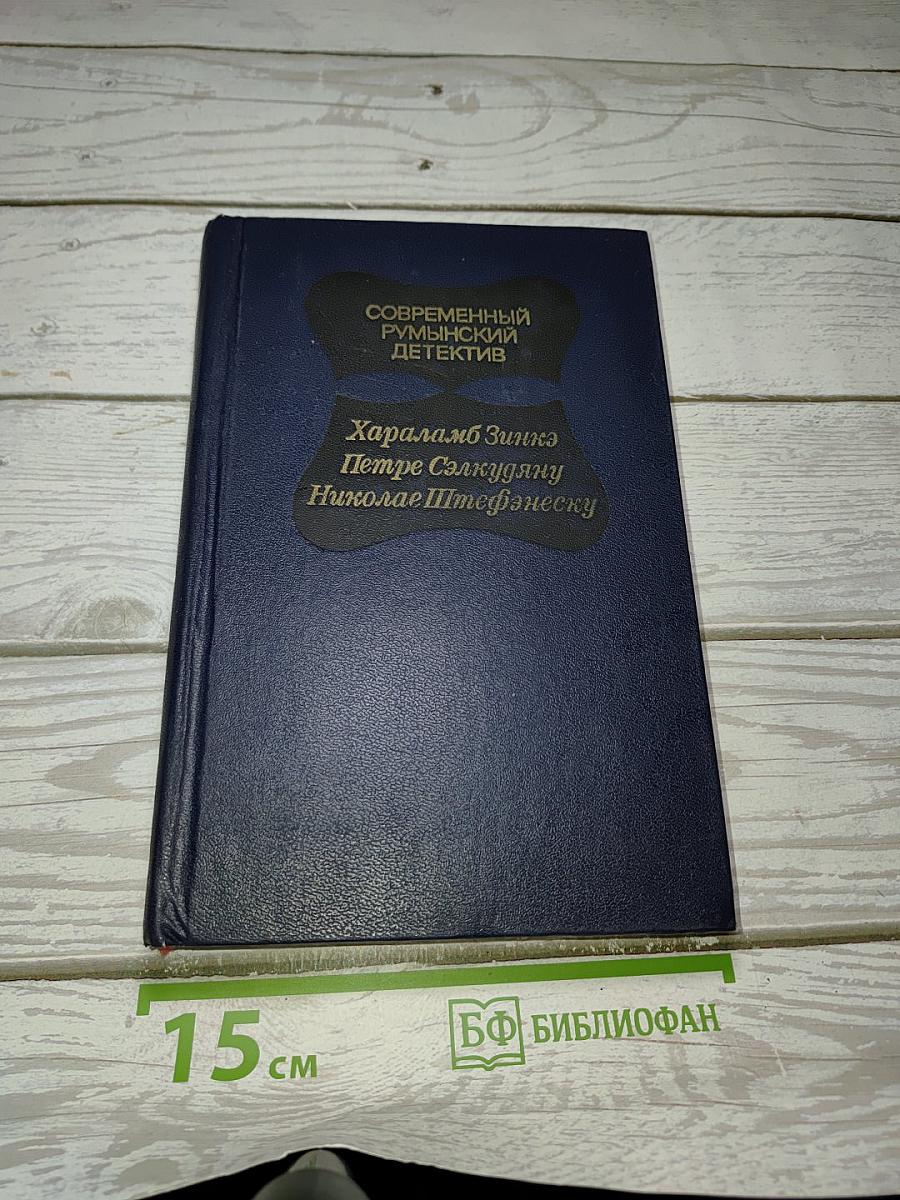 СОВРЕМЕННЫЙ
РУМЫНСКИЙ
ДЕТЕКТИВ
Хараламб Зинкэ
Петре Сэлкудяну
Николае Штефэнеску
15 см
БФ БИБЛИОФАН